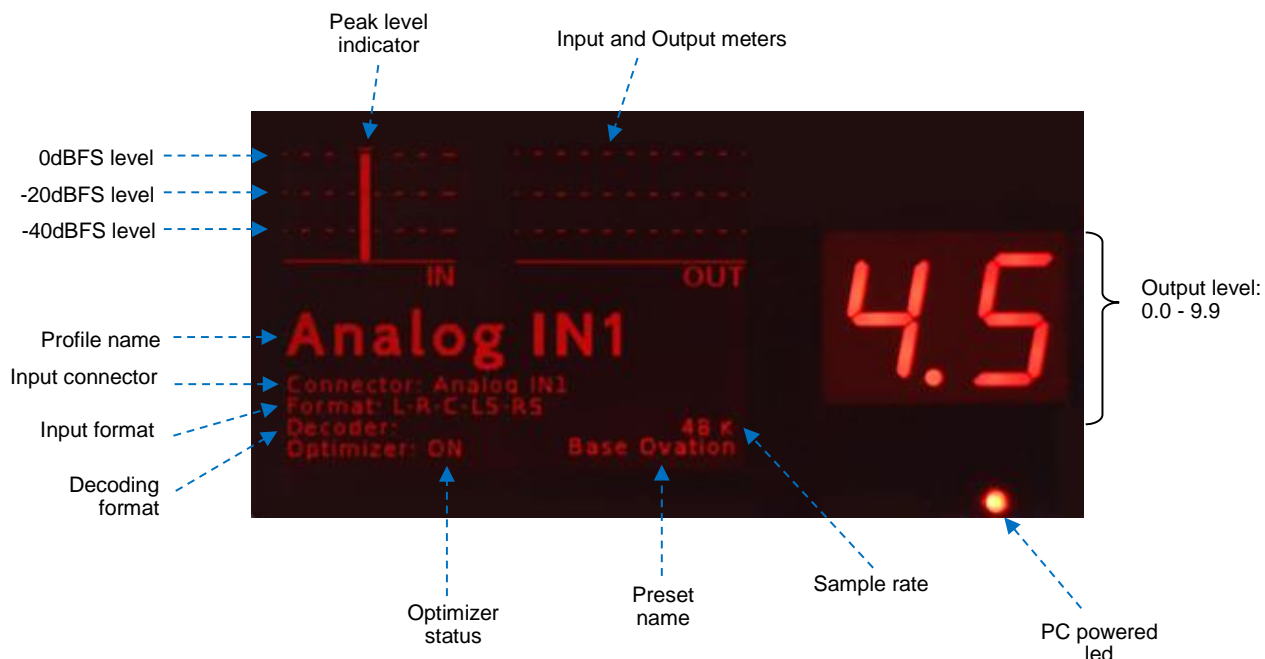 Peak level
indicator
Input and Output meters
0dBFS level
-20dBFS level
-40dBFS level
IN
OUT
4.5
Output level:
0.0 - 9.9
Profile name
Analog IN1
Input connector
Connector: Analog IN1
Input format
Format: L-R-C-LS-RS
Decoder:
48 K
Optimizer: ON
Base Ovation
Decoding
format
Optimizer
status
Preset
name
Sample rate
PC powered
led